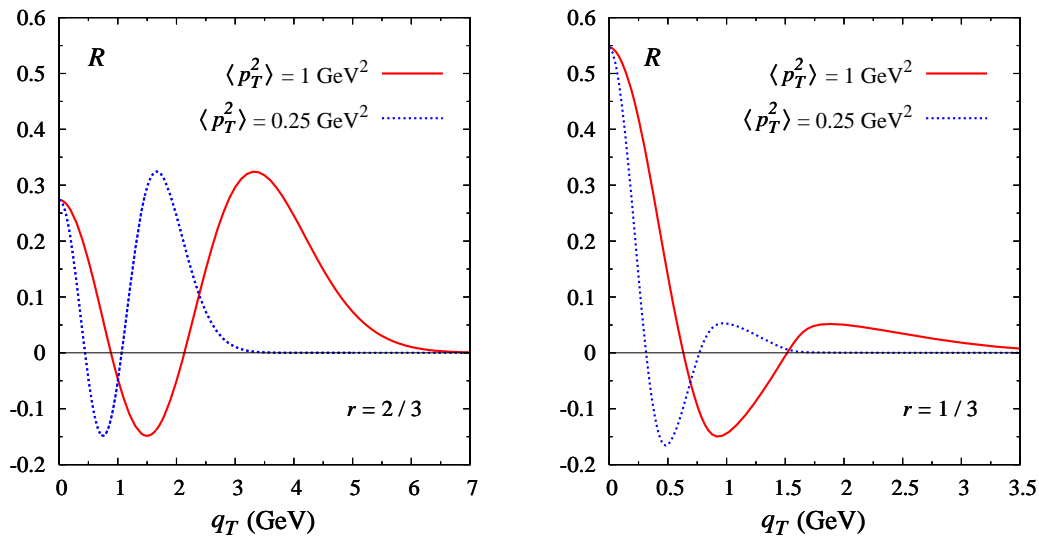 0.6
0.5
0.4
0.3
0.2
0.1
0
-0.1
-0.2
R
⟨ p_T^2 ⟩ = 1 GeV^2
⟨ p_T^2 ⟩ = 0.25 GeV^2
r = 2 / 3
0 1 2 3 4 5 6 7
q_T (GeV)
0.6
0.5
0.4
0.3
0.2
0.1
0
-0.1
-0.2
R
⟨ p_T^2 ⟩ = 1 GeV^2
⟨ p_T^2 ⟩ = 0.25 GeV^2
r = 1 / 3
0 0.5 1 1.5 2 2.5 3 3.5
q_T (GeV)